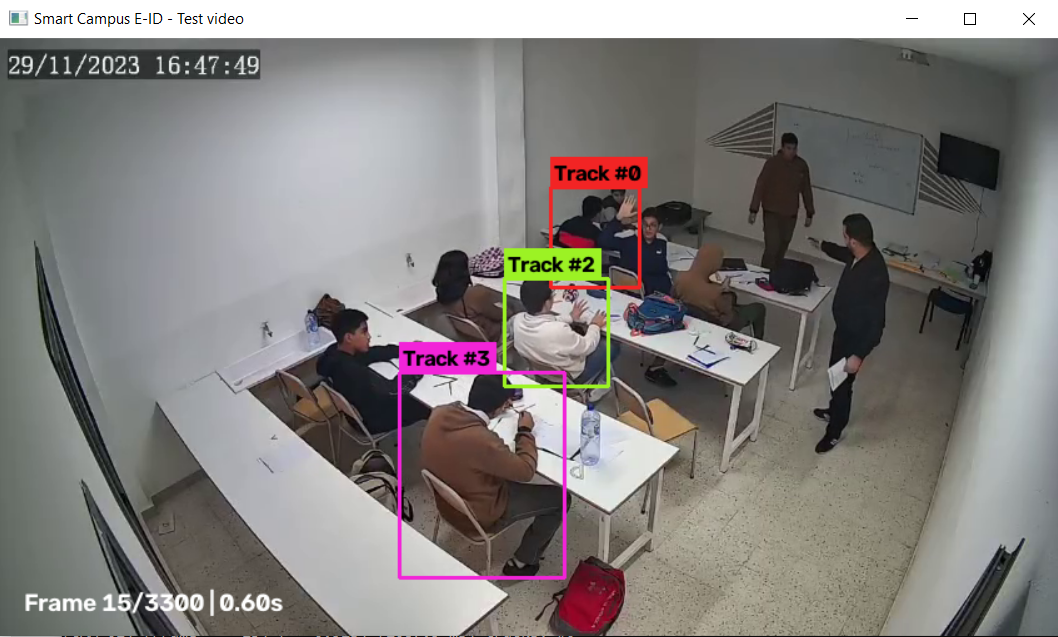 Smart Campus E-ID - Test video
29/11/2023 16:47:49
Track #0
Track #2
Track #3
Frame 15/3300 | 0.60s